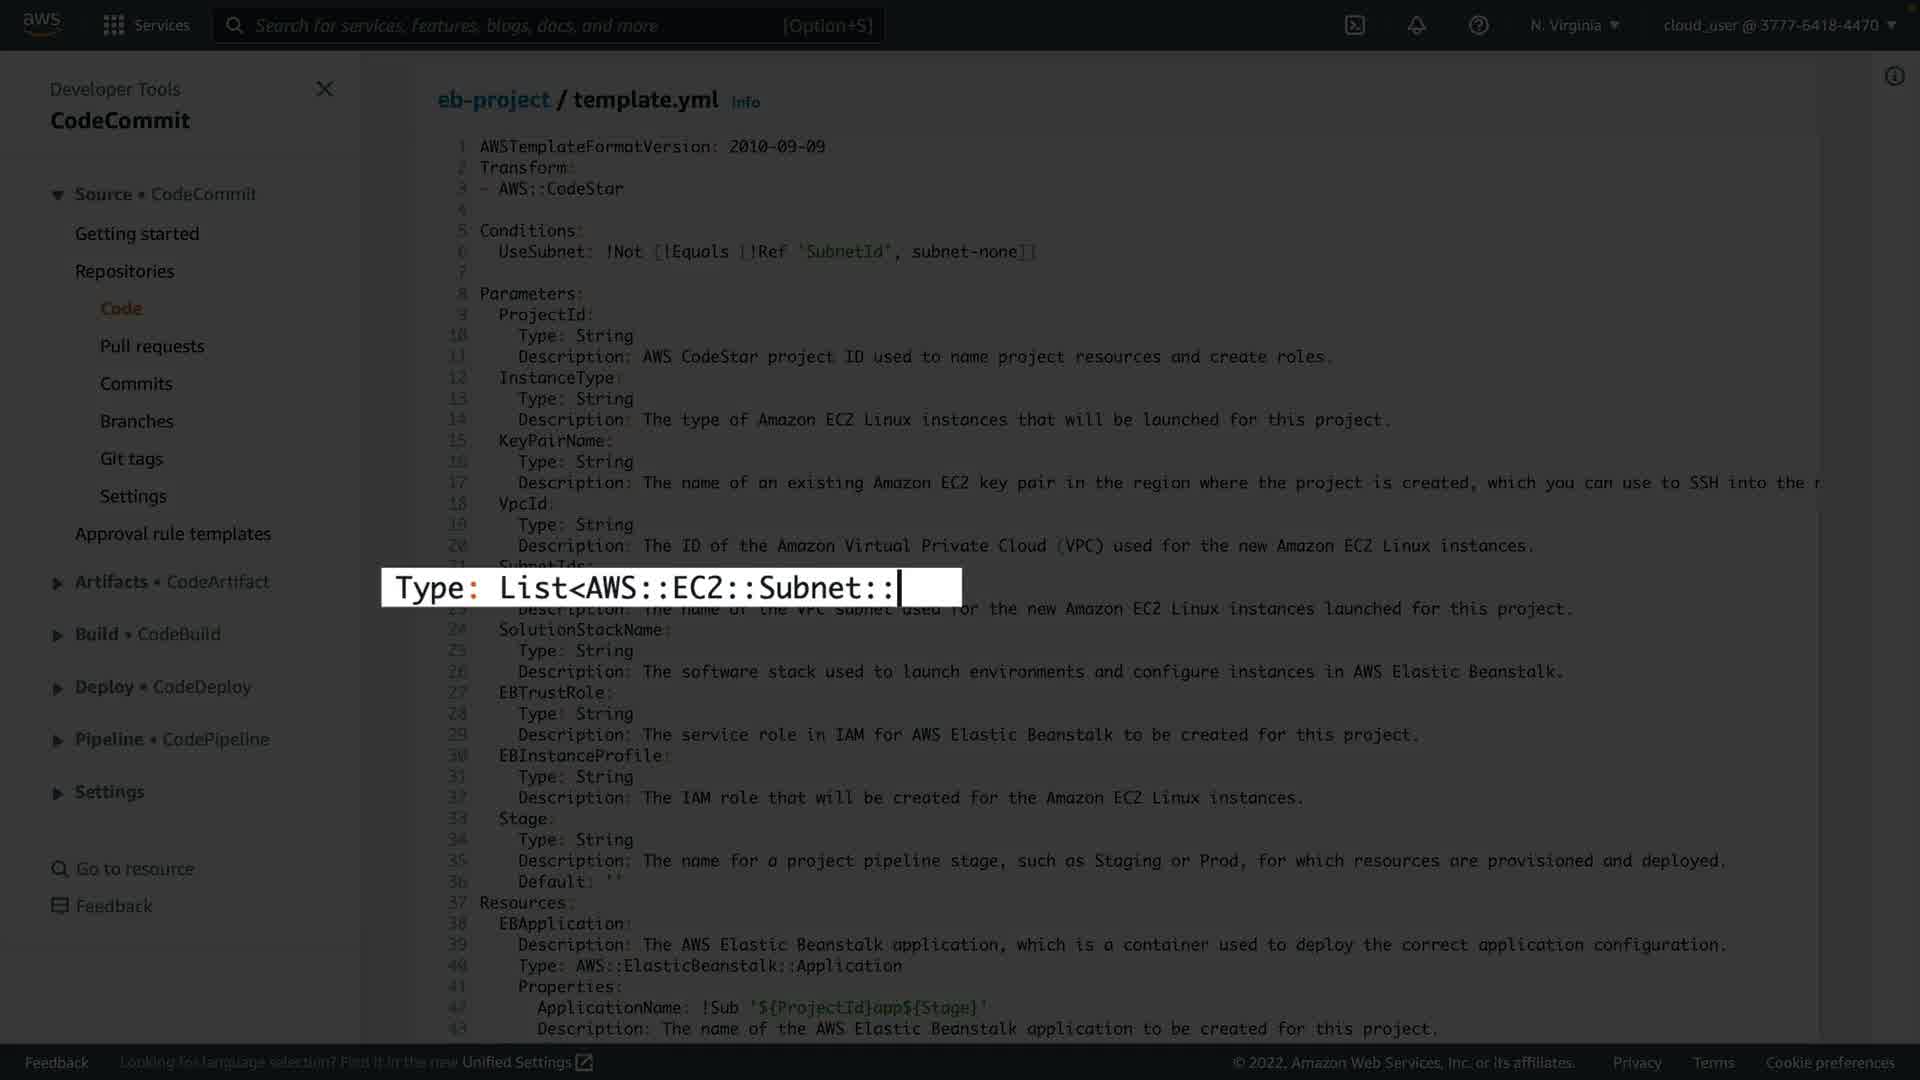 aws
Services
Search for services, features, blogs, docs, and more
[Option+S]
N. Virginia
cloud_user @ 3777-6418-4470
Developer Tools
CodeCommit
Source • CodeCommit
Getting started
Repositories
Code
Pull requests
Commits
Branches
Git tags
Settings
Approval rule templates
Artifacts • CodeArtifact
Build • CodeBuild
Deploy • CodeDeploy
Pipeline • CodePipeline
Settings
Go to resource
Feedback
eb-project / template.yml Info
1 AWSTemplateFormatVersion: 2010-09-09
2 Transform:
3 - AWS::CodeStar
4
5 Conditions:
6 UseSubnet: !Not [!Equals [!Ref 'SubnetId', subnet-none]]
7
8 Parameters:
9 ProjectId:
10 Type: String
11 Description: AWS CodeStar project ID used to name project resources and create roles.
12 InstanceType:
13 Type: String
14 Description: The type of Amazon EC2 Linux instances that will be launched for this project.
15 KeyPairName:
16 Type: String
17 Description: The name of an existing Amazon EC2 key pair in the region where the project is created, which you can use to SSH into the
18 VpcId:
19 Type: String
20 Description: The ID of the Amazon Virtual Private Cloud (VPC) used for the new Amazon EC2 Linux instances.
21 SubnetIds:
Type: List<AWS::EC2::Subnet::
Description: The name of the VPC subnet used for the new Amazon EC2 Linux instances launched for this project.
24 SolutionStackName:
25 Type: String
26 Description: The software stack used to launch environments and configure instances in AWS Elastic Beanstalk.
27 EBTrustRole:
28 Type: String
29 Description: The service role in IAM for AWS Elastic Beanstalk to be created for this project.
30 EBInstanceProfile:
31 Type: String
32 Description: The IAM role that will be created for the Amazon EC2 Linux instances.
33 Stage:
34 Type: String
35 Description: The name for a project pipeline stage, such as Staging or Prod, for which resources are provisioned and deployed.
36 Default: ''
37 Resources:
38 EBApplication:
39 Description: The AWS Elastic Beanstalk application, which is a container used to deploy the correct application configuration.
40 Type: AWS::ElasticBeanstalk::Application
41 Properties:
42 ApplicationName: !Sub '${ProjectId}app${Stage}'
43 Description: The name of the AWS Elastic Beanstalk application to be created for this project.
Feedback
Looking for language selection? Find it in the new Unified Settings
© 2022, Amazon Web Services, Inc. or its affiliates.
Privacy
Terms
Cookie preferences